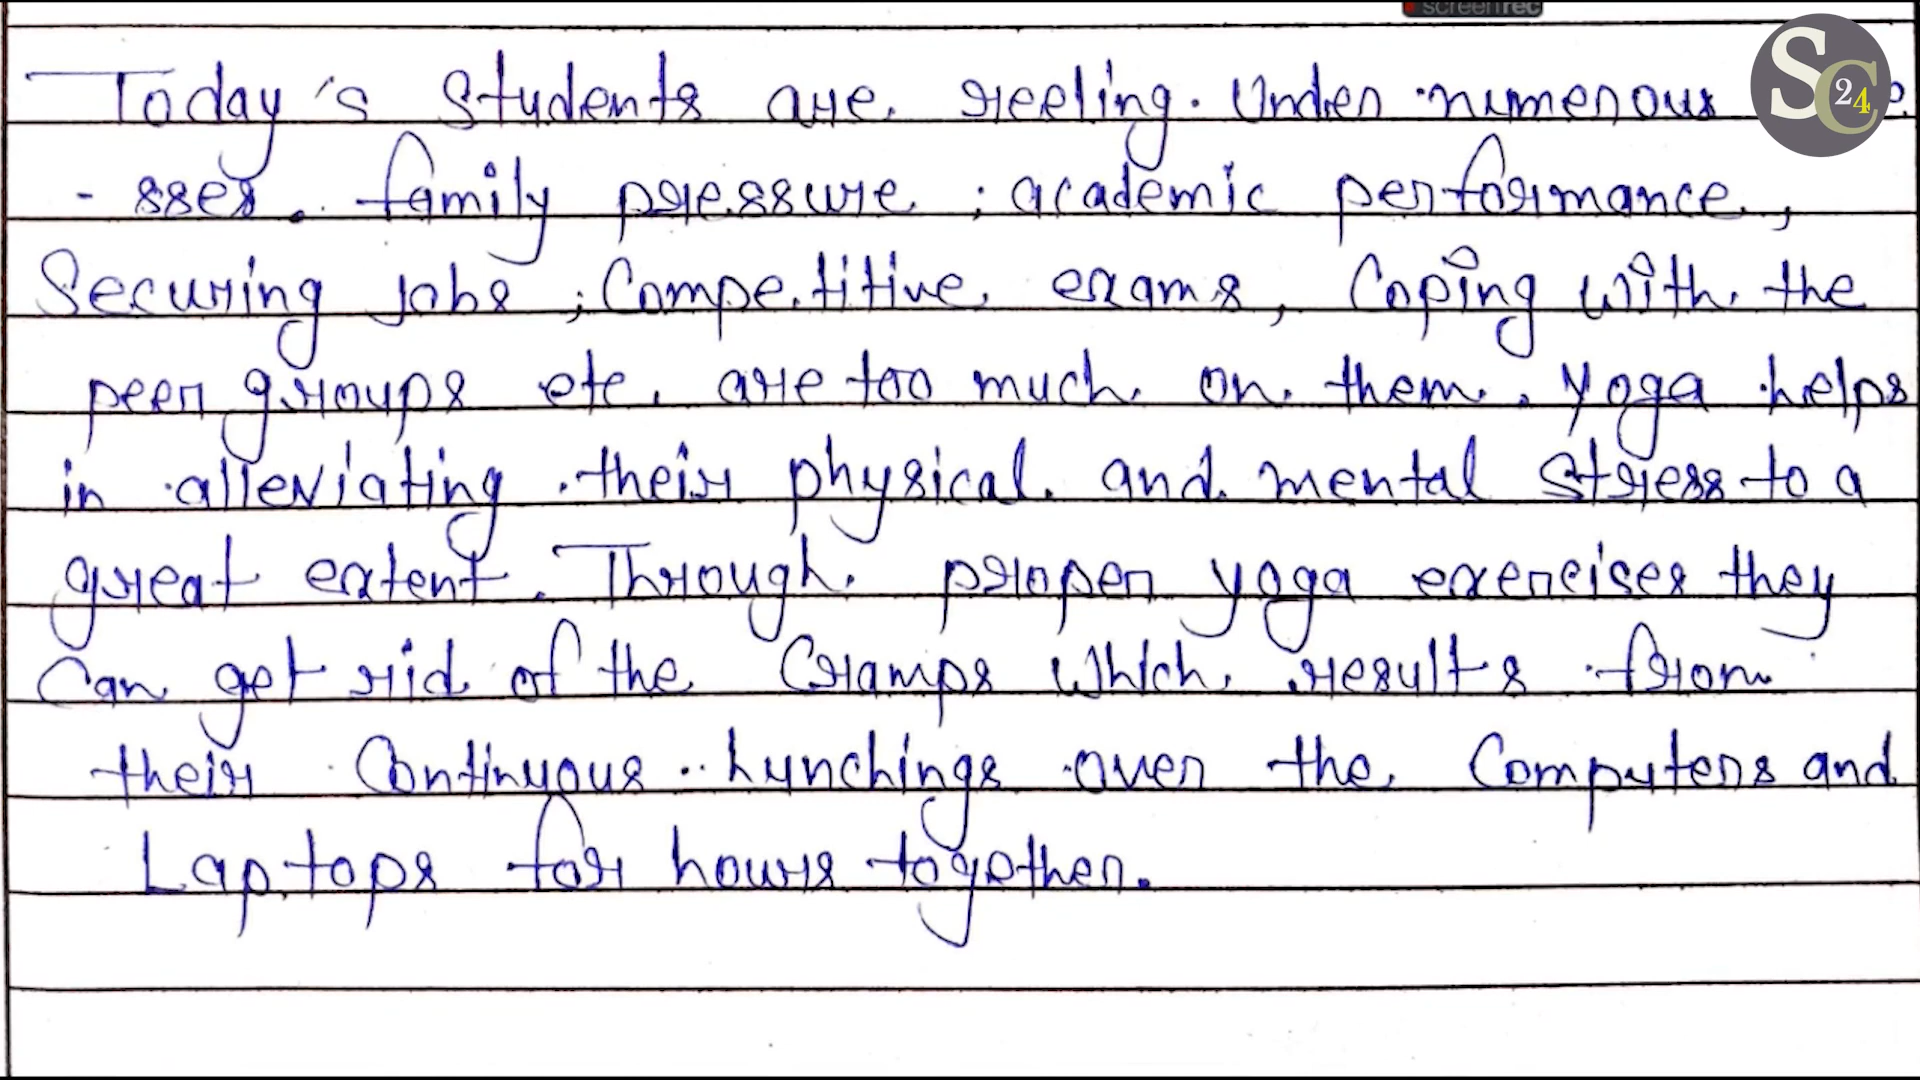 screenrec
S C 24
Today's students are reeling under numerous
- sses. family pressure, academic performance,
Securing jobs, Competitive exams, Coping with the
peer groups etc. are too much on them. Yoga helps
in alleviating their physical and mental stress to a
great extent. Through proper yoga exercises they
Can get rid of the Cramps which results from
their Continuous hunchings over the Computers and
Laptops for hours together.